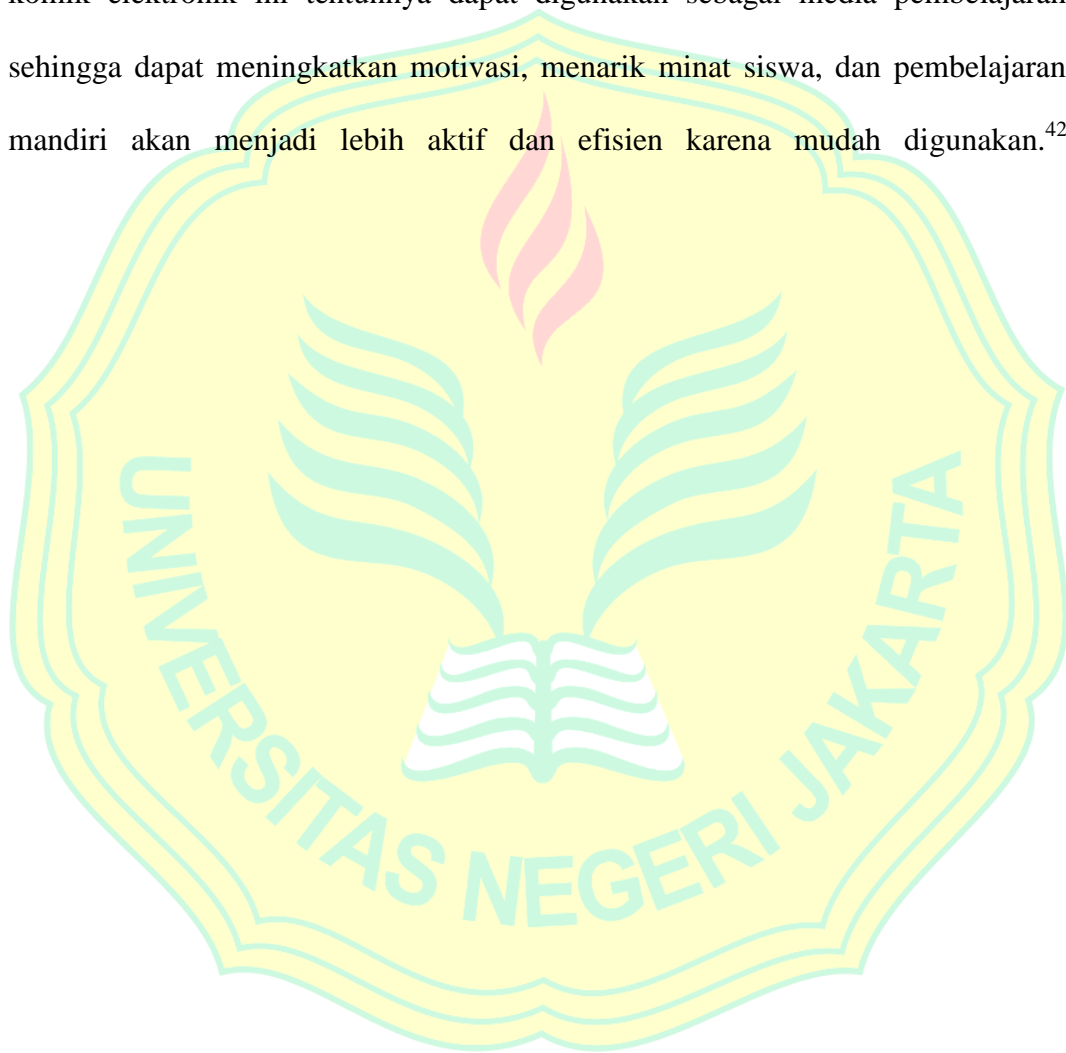 komik elektronik ini tentunnya dapat digunakan sebagai media pembelajaran
sehingga dapat meningkatkan motivasi, menarik minat siswa, dan pembelajaran
mandiri akan menjadi lebih aktif dan efisien karena mudah digunakan.42
UNIVERSITAS NEGERI JAKARTA